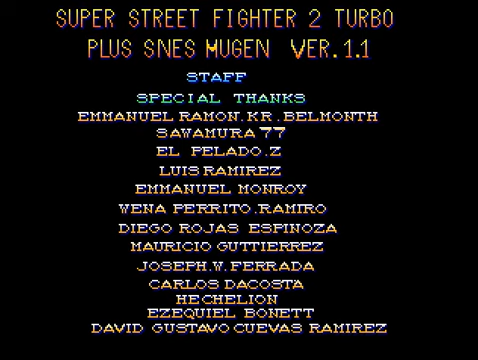 SUPER STREET FIGHTER 2 TURBO
PLUS SNES MUGEN VER.1.1
STAFF
SPECIAL THANKS
EMMANUEL RAMON.KR.BELMONTH
SAWAMURA 77
EL PELADO.Z
LUIS RAMIREZ
EMMANUEL MONROY
WENA PERRITO.RAMIRO
DIEGO ROJAS ESPINOZA
MAURICIO GUTTIERREZ
JOSEPH.W.FERRADA
CARLOS DACOSTA
HECHELION
EZEQUIEL BONETT
DAVID GUSTAVO CUEVAS RAMIREZ